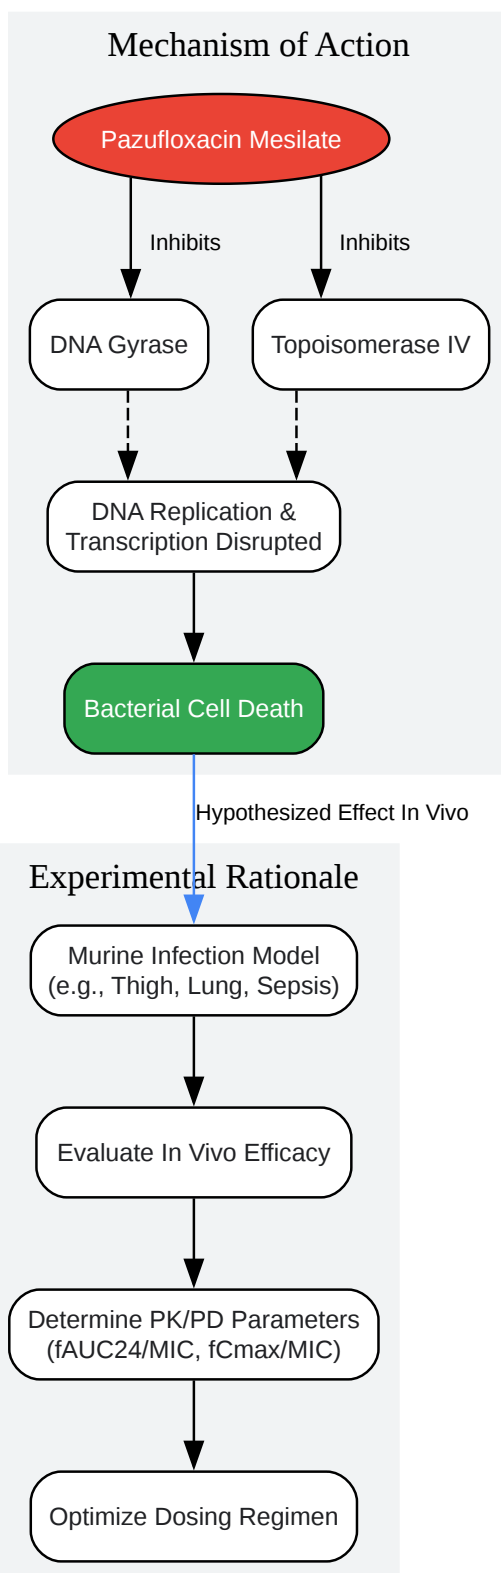 Mechanism of Action
Pazufloxacin Mesilate
Inhibits
Inhibits
DNA Gyrase
Topoisomerase IV
DNA Replication &
Transcription Disrupted
Bacterial Cell Death
Hypothesized Effect In Vivo
Experimental Rationale
Murine Infection Model
(e.g., Thigh, Lung, Sepsis)
Evaluate In Vivo Efficacy
Determine PK/PD Parameters
(fAUC24/MIC, fCmax/MIC)
Optimize Dosing Regimen